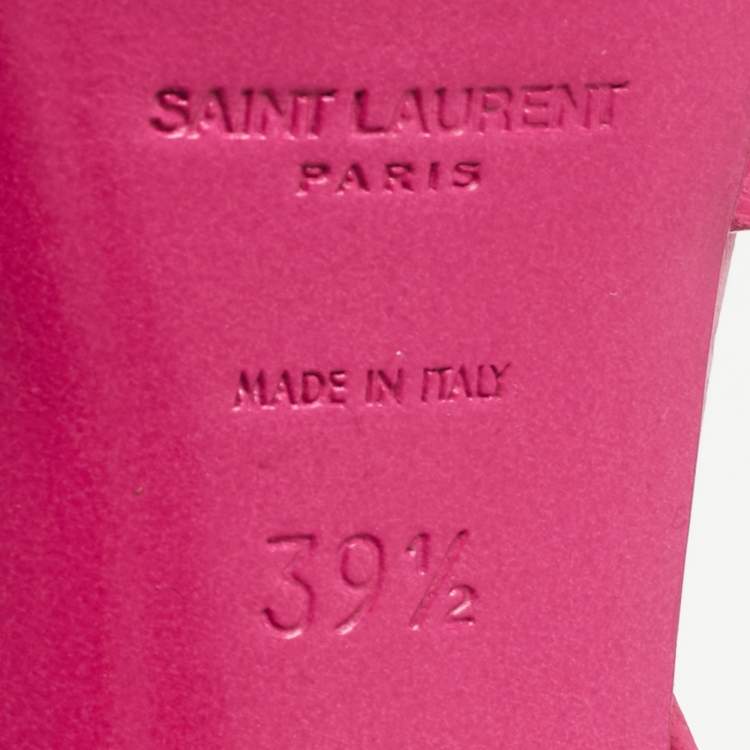 SAINT LAURENT
PARIS
MADE IN ITALY
39½